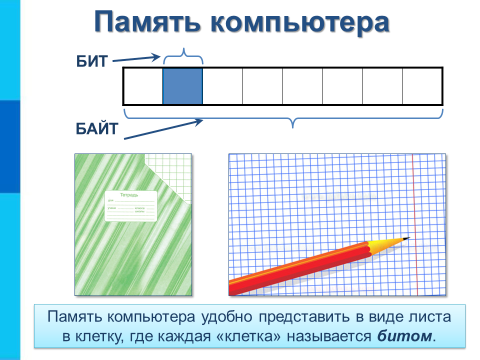 Память компьютера
БИТ
БАЙТ
Тетрадь
Память компьютера удобно представить в виде листа
в клетку, где каждая «клетка» называется битом.